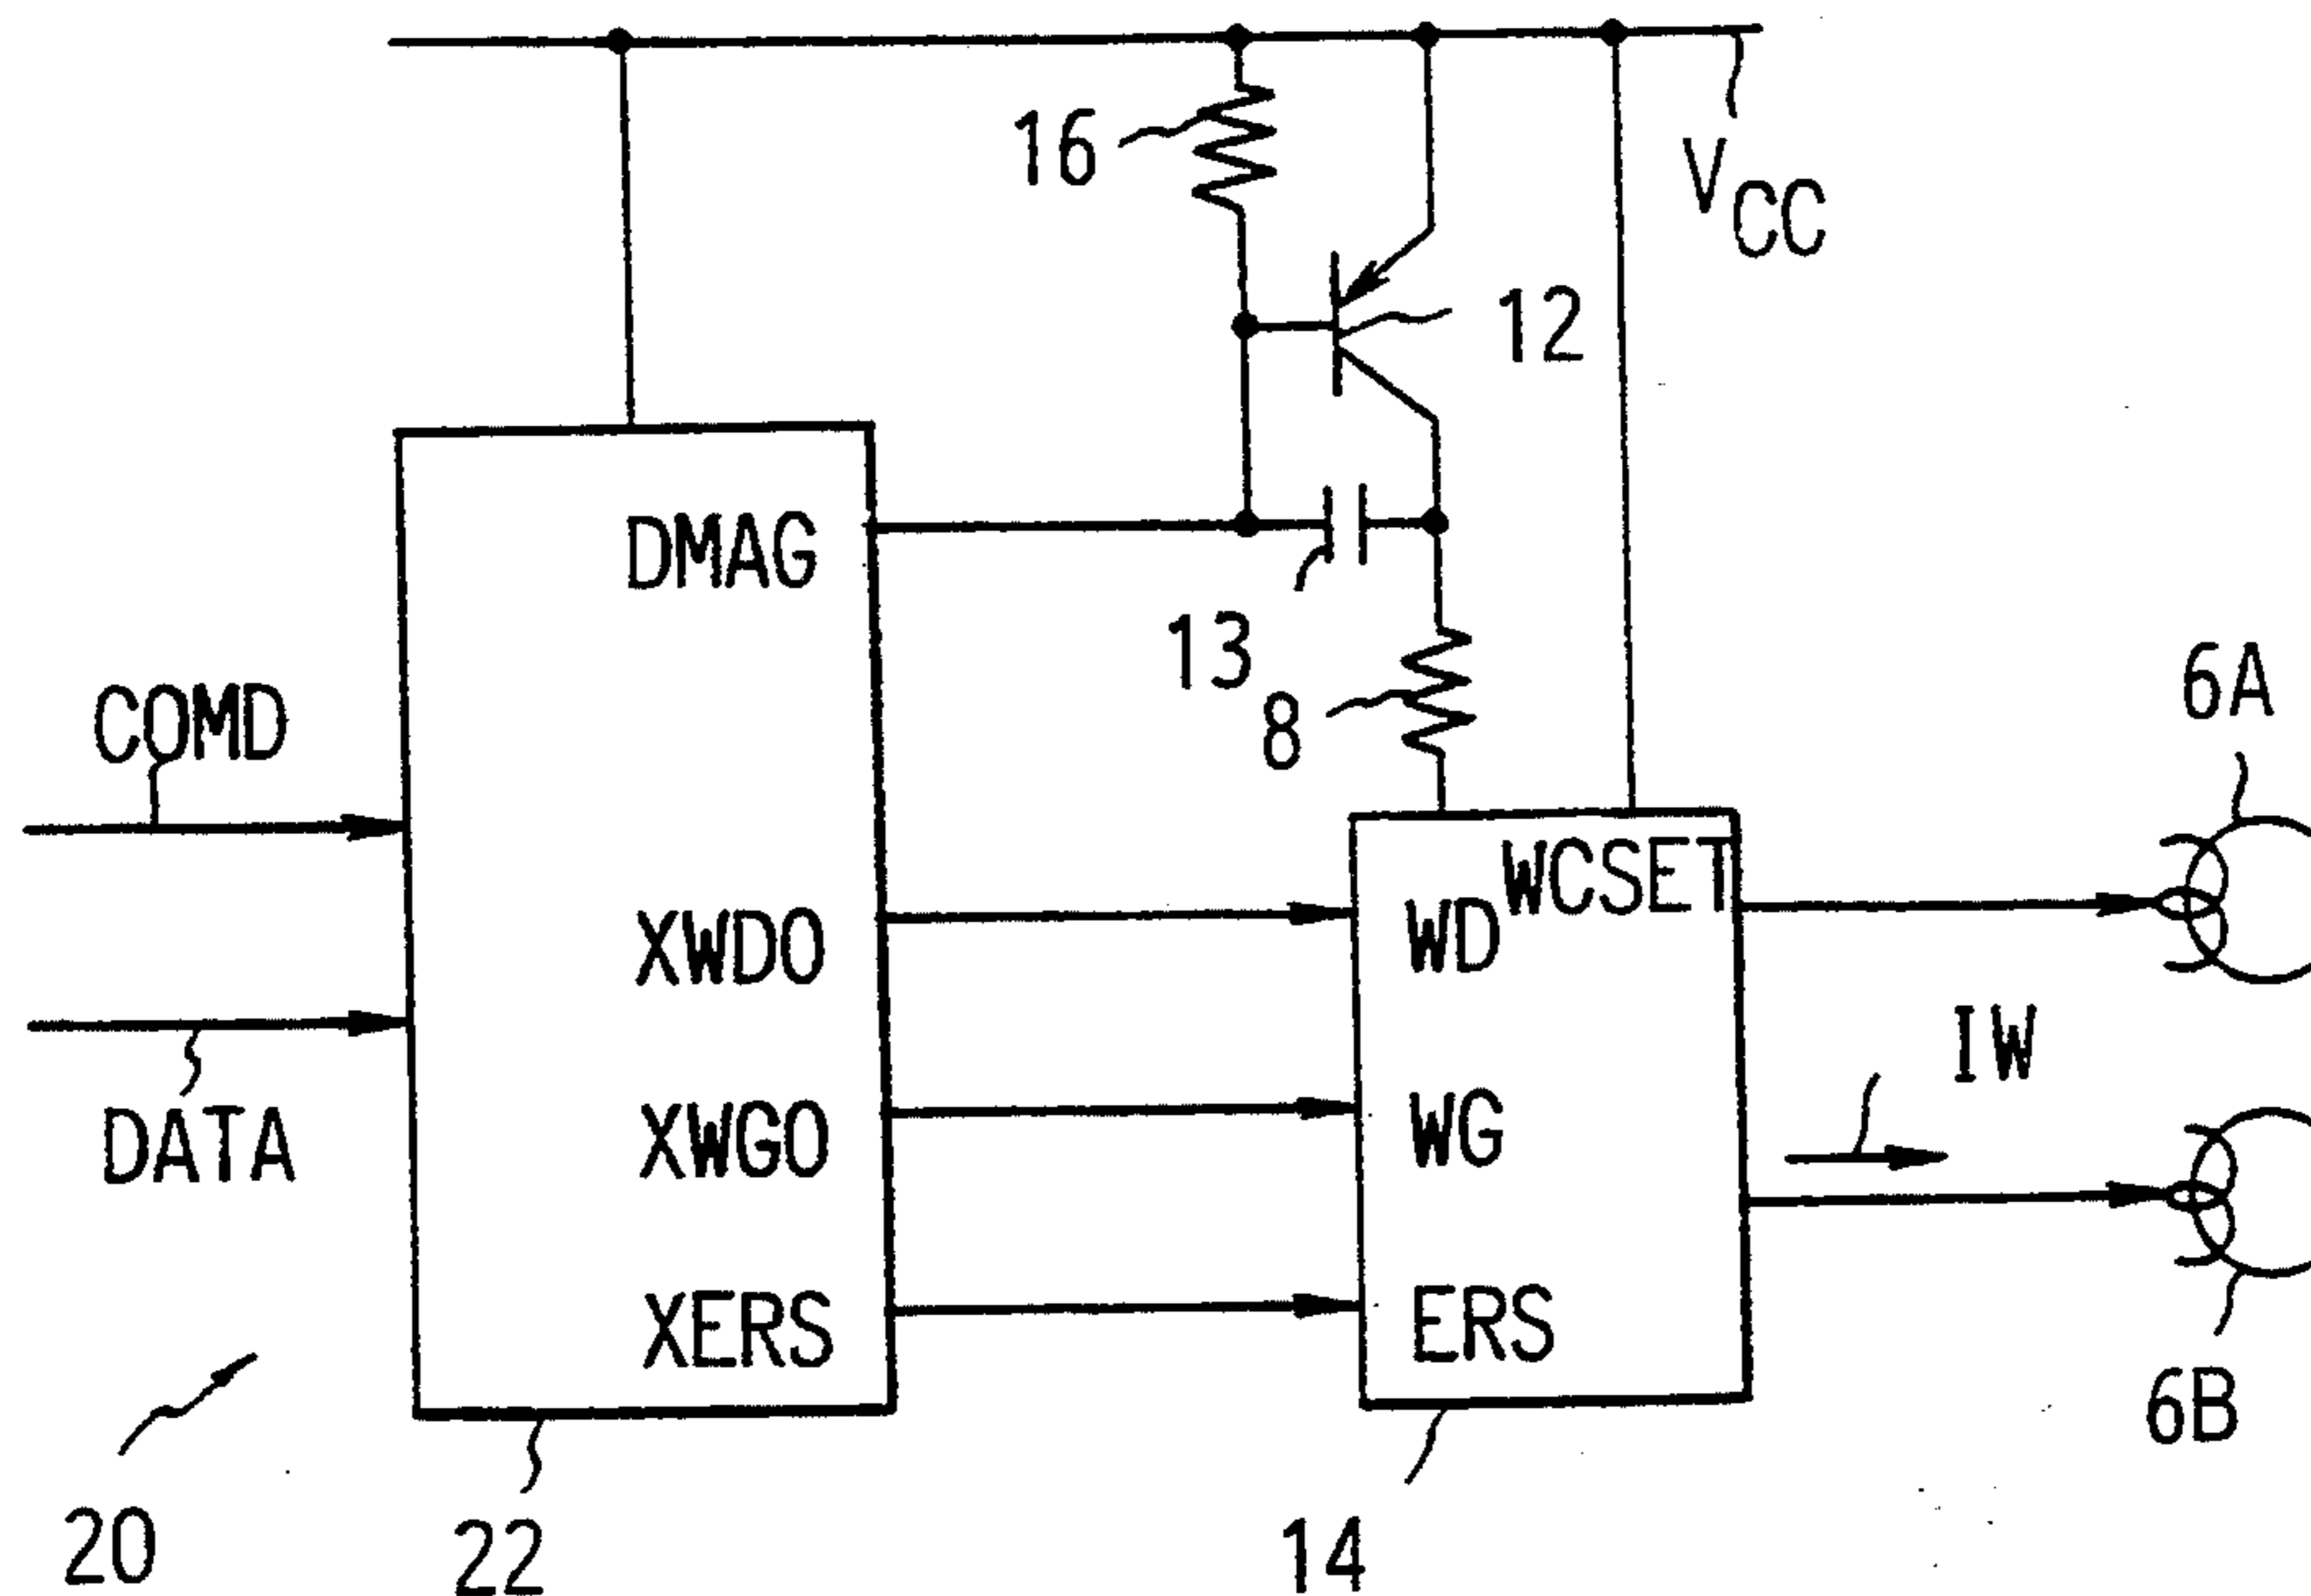 16
VCC
12
DMAG
13
8
6A
COMD
WCSET
XWDO
WD
IW
DATA
XWGO
WG
XERS
ERS
6B
20
22
14